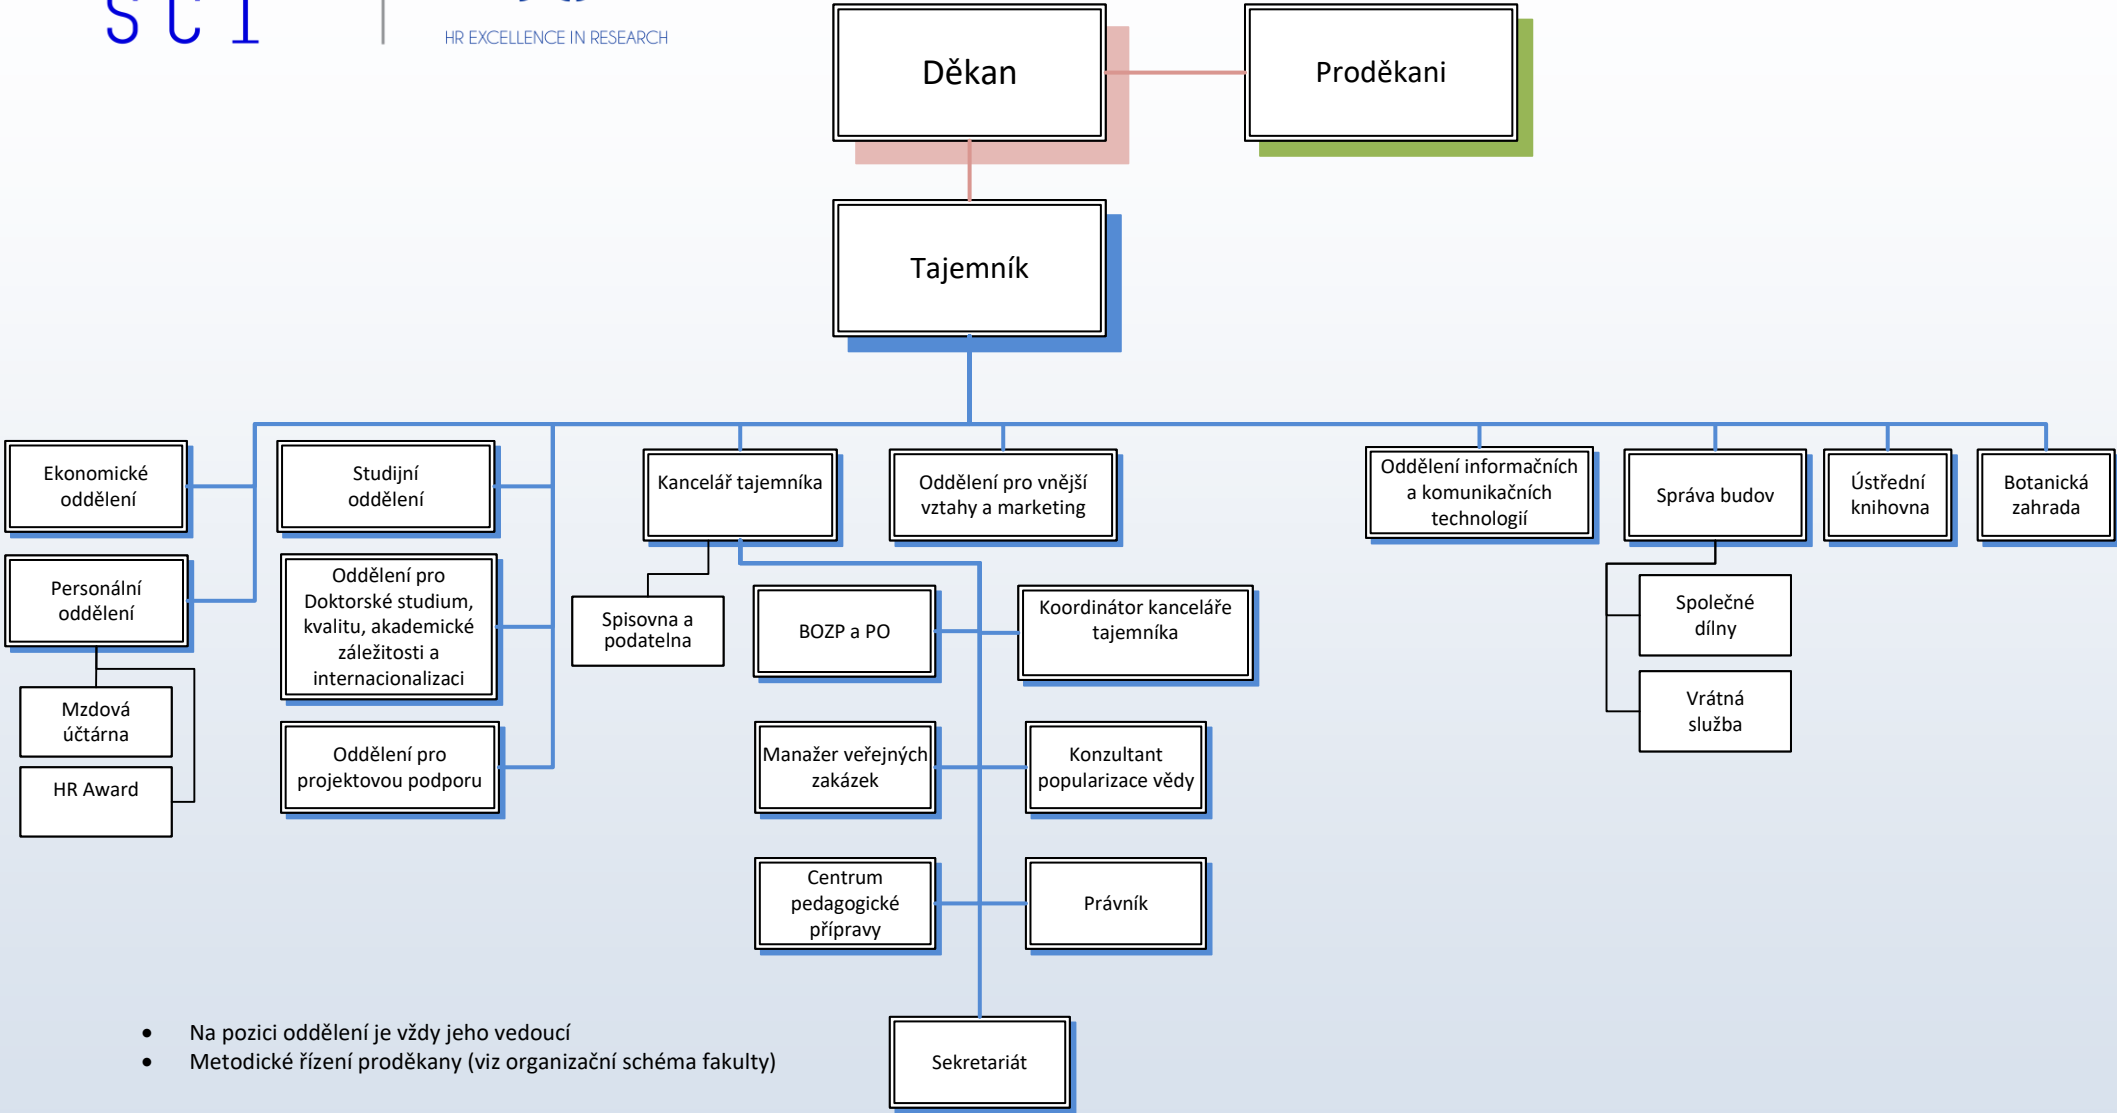 SCI
HR EXCELLENCE IN RESEARCH
Děkan
Proděkani
Tajemník
Ekonomické
oddělení
Studijní
oddělení
Kancelář tajemníka
Oddělení pro vnější
vztahy a marketing
Oddělení informačních
a komunikačních
technologií
Správa budov
Ústřední
knihovna
Botanická
zahrada
Personální
oddělení
Oddělení pro
Doktorské studium,
kvalitu, akademické
záležitosti a
internacionalizaci
Spisovna a
podatelna
BOZP a PO
Koordinátor kanceláře
tajemníka
Společné
dílny
Mzdová
účtárna
Vrátná
služba
HR Award
Oddělení pro
projektovou podporu
Manažer veřejných
zakázek
Konzultant
popularizace vědy
Centrum
pedagogické
přípravy
Právník
• Na pozici oddělení je vždy jeho vedoucí
• Metodické řízení proděkany (viz organizační schéma fakulty)
Sekretariát